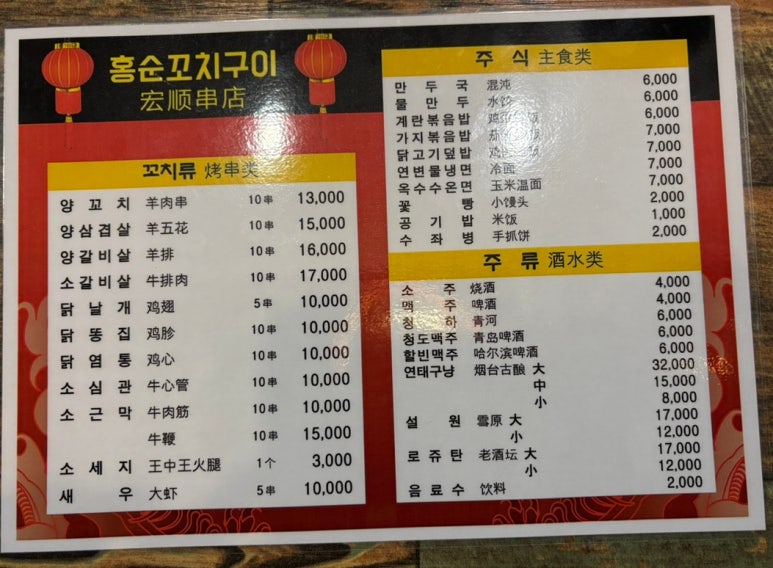 홍순꼬치구이
宏顺串店
꼬치류 烤串类
양꼬치 羊肉串 10串 13,000
양삼겹살 羊五花 10串 15,000
양갈비살 羊排 10串 16,000
소갈비살 牛排肉 10串 17,000
닭날개 鸡翅 5串 10,000
닭똥집 鸡胗 10串 10,000
닭염통 鸡心 10串 10,000
소심관 牛心管 10串 10,000
소근막 牛肉筋 10串 10,000
牛鞭 10串 15,000
소세지 王中王火腿 1个 3,000
새우 大虾 5串 10,000
주식 主食类
만두국 混沌 6,000
물만두 水饺 6,000
계란볶음밥 鸡蛋 饭 6,000
가지볶음밥 茄 饭 7,000
닭고기덮밥 鸡 饭 7,000
연변물냉면 冷面 7,000
옥수수온면 玉米温面 7,000
꽃빵 小馒头 2,000
공기밥 米饭 1,000
수좌병 手抓饼 2,000
주류 酒水类
소주 烧酒 4,000
맥주 啤酒 4,000
청하 青河 6,000
청도맥주 青岛啤酒 6,000
할빈맥주 哈尔滨啤酒 6,000
연태구냥 烟台古酿 大 32,000
中 15,000
小 8,000
설원 雪原 大 17,000
小 12,000
로쥬탄 老酒坛 大 17,000
小 12,000
음료수 饮料 2,000